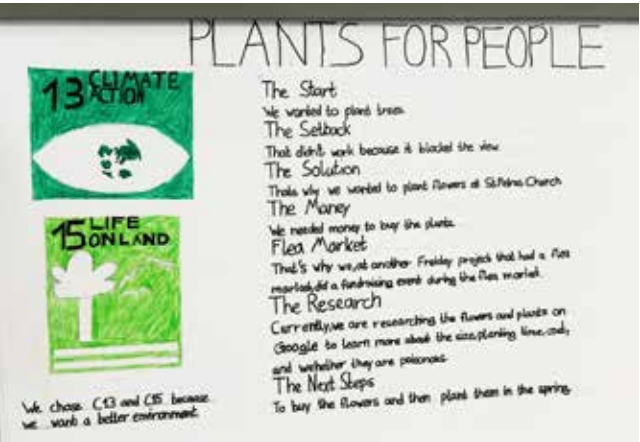 PLANTS FOR PEOPLE
13 CLIMATE
ACTION
15 LIFE
ON LAND
We chose C13 and C15 because
we want a better environment.
The Start
We wanted to plant trees.
The Setback
That didn't work because it blocked the view
The Solution
Thats why we wanted to plant flowers at St.Petrus Church
The Money
We needed money to buy the plants.
Flea Market
That's why we, at another Freiday project that had a flea
market, did a fundraising event during the flea market.
The Research
Currently, we are researching the flowers and plants on
Google to learn more about the size, planting time, cost,
and whether they are poisonous.
The Next Steps
To buy the flowers and then plant them in the spring.